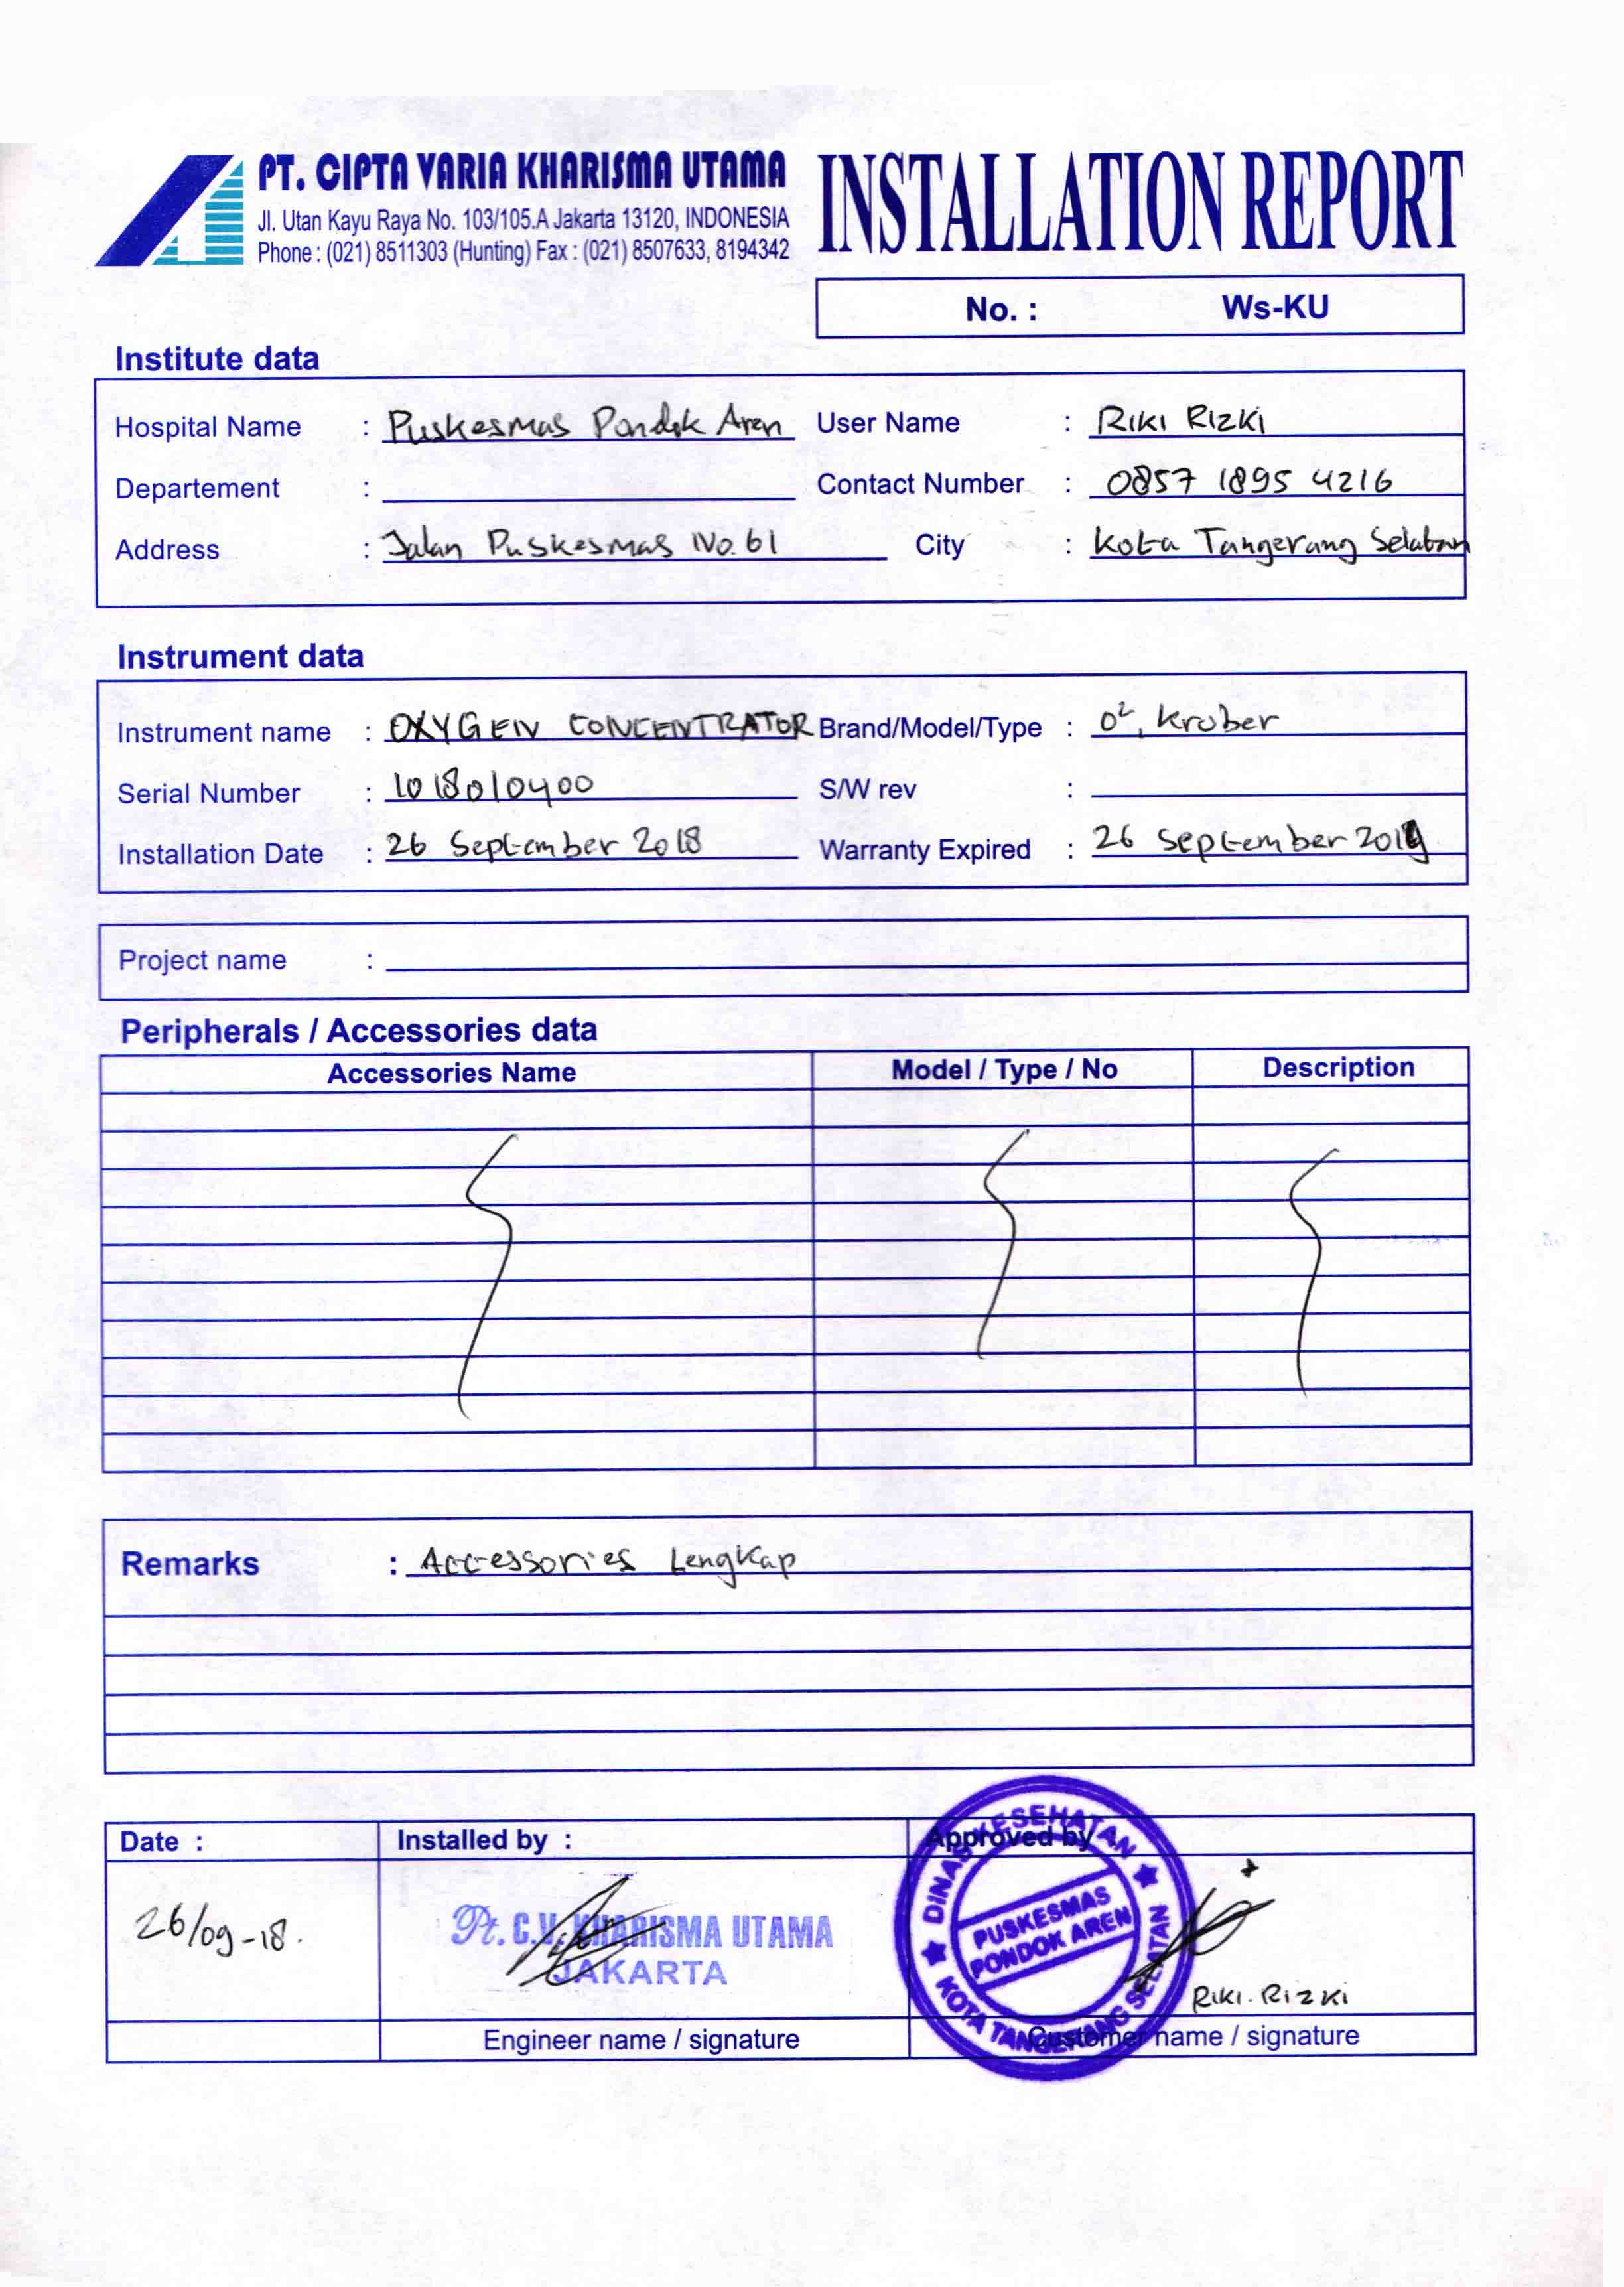 PT. CIPTA VARIA KHARISMA UTAMA
Jl. Utan Kayu Raya No. 103/105.A Jakarta 13120, INDONESIA
Phone : (021) 8511303 (Hunting) Fax : (021) 8507633, 8194342
INSTALLATION REPORT
No. : Ws-KU
Institute data
Hospital Name : Puskesmas Pondok Aren User Name : RIKI RIZKI
Departement : Contact Number : 0857 1895 4216
Address : Jalan Puskesmas No. 61 City : Kota Tangerang Selatan
Instrument data
Instrument name : OXYGEN CONCENTRATOR Brand/Model/Type : O², Krober
Serial Number : 1018010400 S/W rev :
Installation Date : 26 September 2018 Warranty Expired : 26 September 2019
Project name :
Peripherals / Accessories data
Accessories Name Model / Type / No Description
Remarks : Accessories Lengkap
Date : Installed by : Approved by :
26/09-18.
Pt. C.V. KHARISMA UTAMA
JAKARTA
DINAS KESEHATAN
PUSKESMAS
PONDOK AREN
KOTA TANGERANG SELATAN
RIKI. RIZKI
Engineer name / signature Customer name / signature